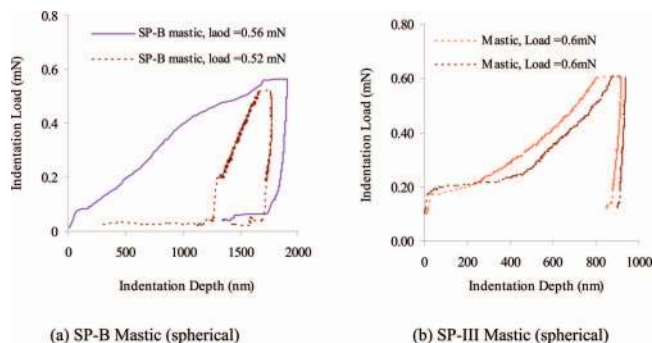 0.8
0.6
0.4
0.2
0
0
500
1000
1500
2000
Indentation Load (mN)
Indentation Depth (nm)
SP-B mastic, laod =0.56 mN
SP-B mastic, load =0.52 mN
(a) SP-B Mastic (spherical)
0.80
0.60
0.40
0.20
0.00
0
200
400
600
800
1000
Indentation Load (mN)
Indentation Depth (nm)
Mastic, Load =0.6mN
Mastic, Load =0.6mN
(b) SP-III Mastic (spherical)